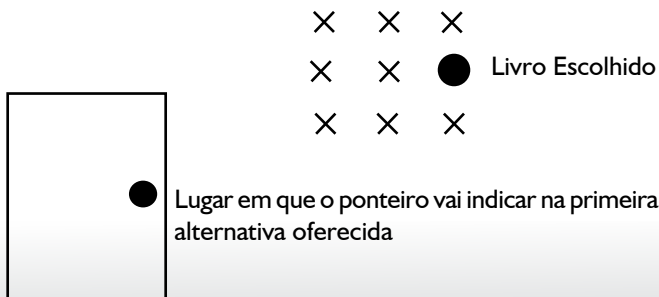 Livro Escolhido
Lugar em que o ponteiro vai indicar na primeira
alternativa oferecida